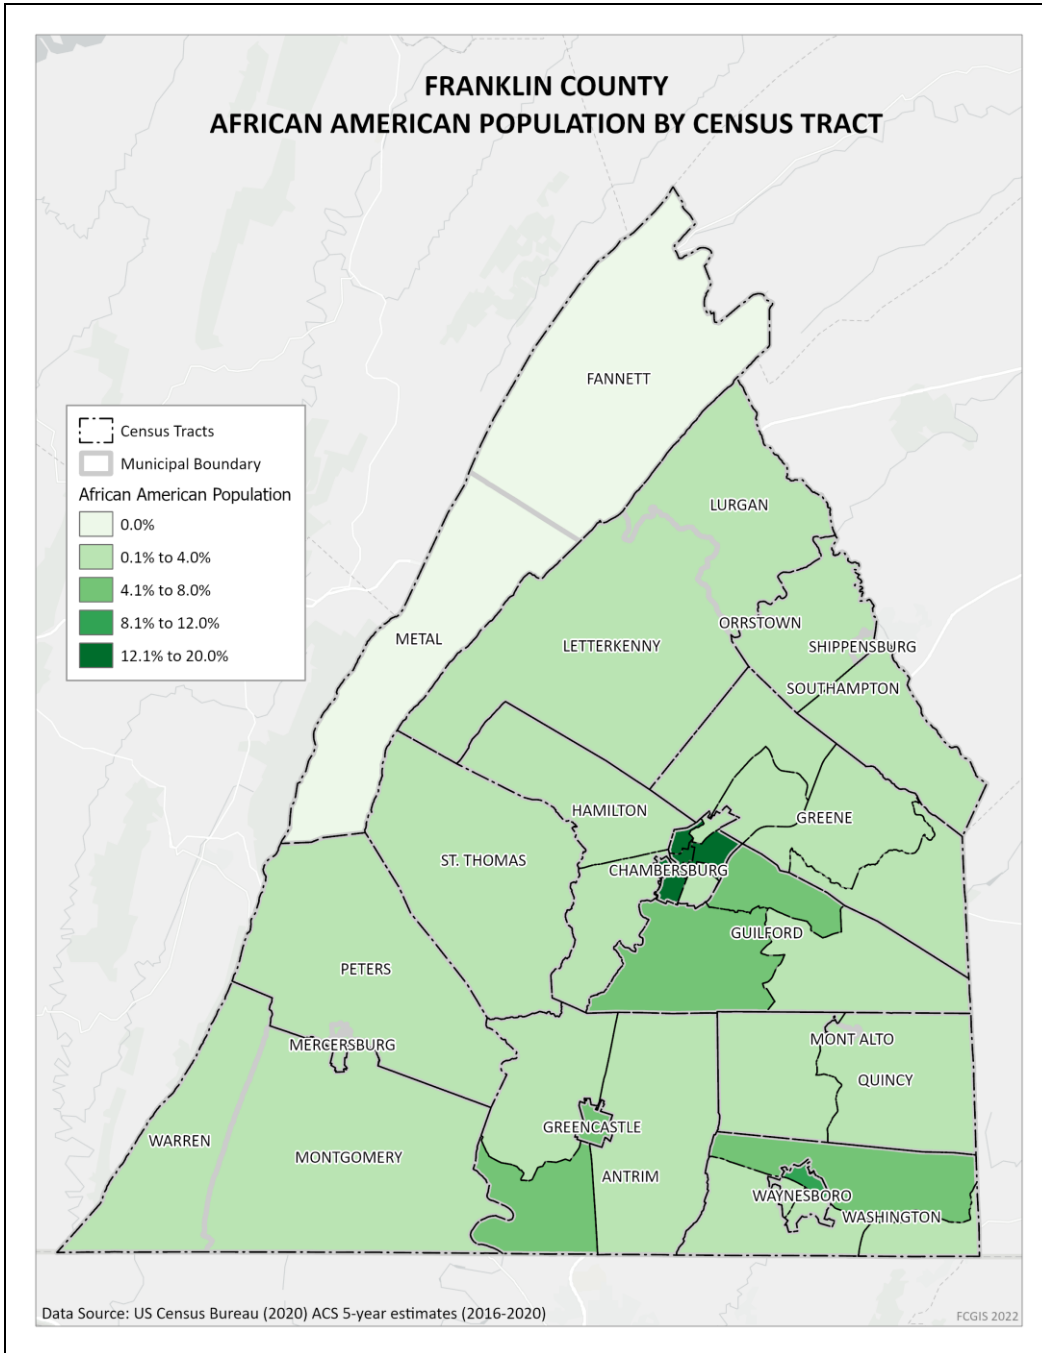 FRANKLIN COUNTY
AFRICAN AMERICAN POPULATION BY CENSUS TRACT
FANNETT
Census Tracts
Municipal Boundary
African American Population
0.0%
0.1% to 4.0%
4.1% to 8.0%
8.1% to 12.0%
12.1% to 20.0%
LURGAN
METAL
LETTERKENNY
ORRSTOWN
SHIPPENSBURG
SOUTHAMPTON
HAMILTON
GREENE
ST. THOMAS
CHAMBERSBURG
GUILFORD
PETERS
MERCERSBURG
MONT ALTO
QUINCY
WARREN
MONTGOMERY
GREENCASTLE
ANTRIM
WAYNESBORO
WASHINGTON
Data Source: US Census Bureau (2020) ACS 5-year estimates (2016-2020)
FCGIS 2022